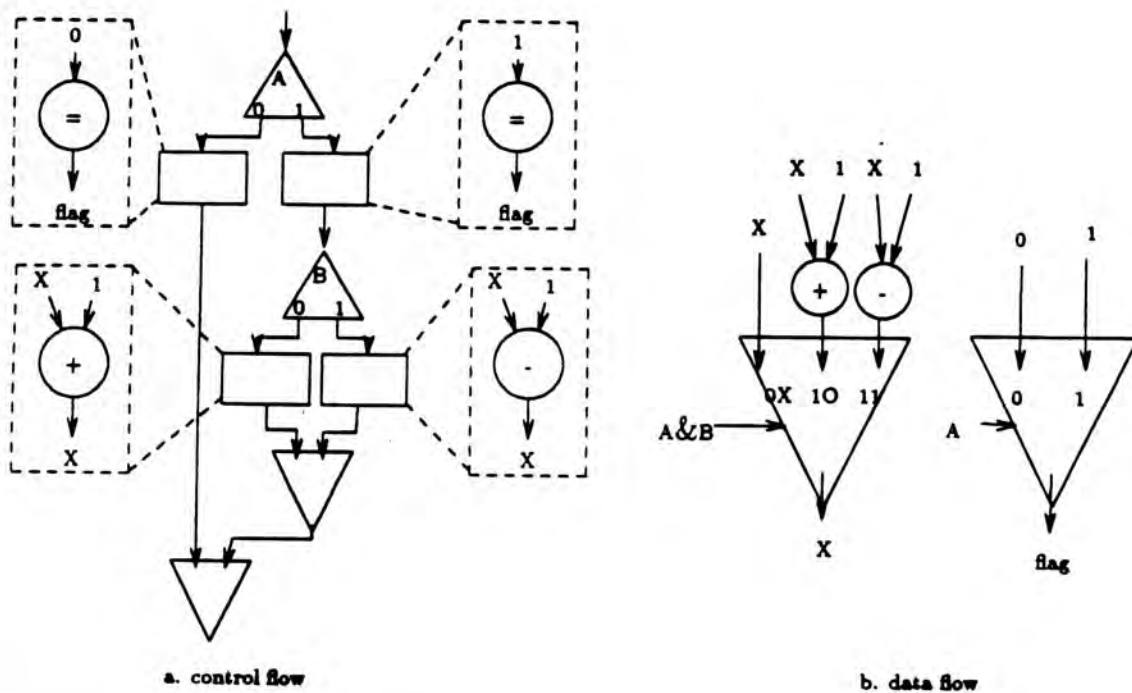 0
=
flag
A
0 1
1
=
flag
X 1
+
X
B
0 1
X 1
-
X
a. control flow
X
X 1 X 1
+ -
0X 10 11
A&B
X
0 1
0 1
A
flag
b. data flow